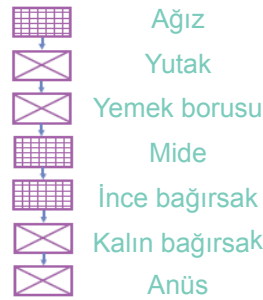 Ağız
Yutak
Yemek borusu
Mide
İnce bağırsak
Kalın bağırsak
Anüs